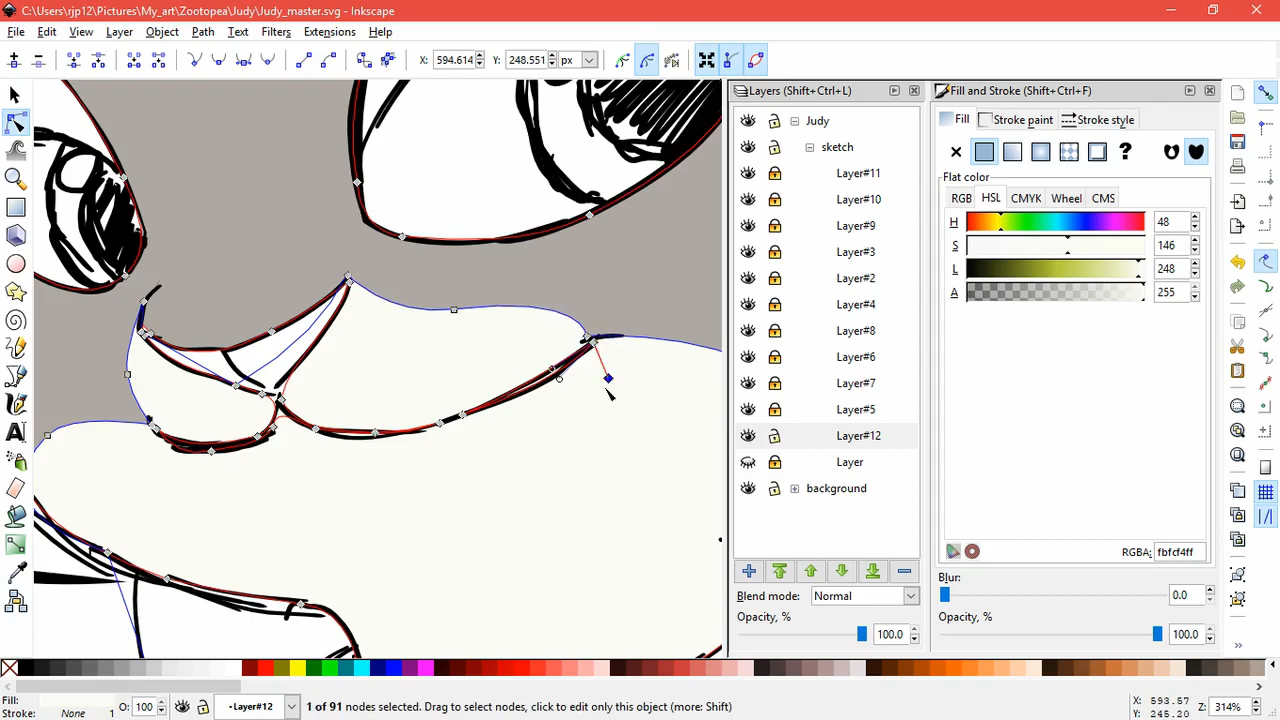 C:\Users\rjp12\Pictures\My_art\Zootopea\Judy\Judy_master.svg - Inkscape
File Edit View Layer Object Path Text Filters Extensions Help
X: 594.614 Y: 248.551 px
Layers (Shift+Ctrl+L)
Judy
sketch
Layer#11
Layer#10
Layer#9
Layer#3
Layer#2
Layer#4
Layer#8
Layer#6
Layer#7
Layer#5
Layer#12
Layer
background
Blend mode: Normal
Opacity, % 100.0
Fill and Stroke (Shift+Ctrl+F)
Fill Stroke paint Stroke style
Flat color
RGB HSL CMYK Wheel CMS
H 48
S 146
L 248
A 255
RGBA: fbfcf4ff
Blur:
0.0
Opacity, %
100.0
Fill:
Stroke: None 1 O: 100 •Layer#12 1 of 91 nodes selected. Drag to select nodes, click to edit only this object (more: Shift)
X: 593.57
Y: 245.20
Z: 314%